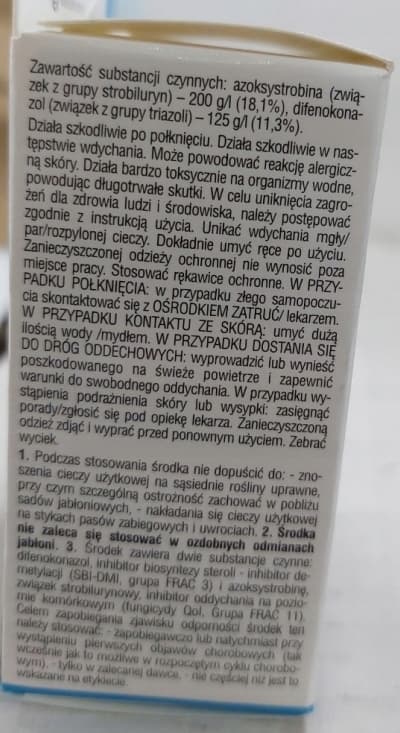 Zawartość substancji czynnych: azoksystrobina (zwią-
zek z grupy strobiluryn) – 200 g/l (18,1%), difenokona-
zol (związek z grupy triazoli) – 125 g/l (11,3%).
Działa szkodliwie po połknięciu. Działa szkodliwie w nas-
tępstwie wdychania. Może powodować reakcję alergicz-
ną skóry. Działa bardzo toksycznie na organizmy wodne,
powodując długotrwałe skutki. W celu uniknięcia zagro-
żeń dla zdrowia ludzi i środowiska, należy postępować
zgodnie z instrukcją użycia. Unikać wdychania mgły/
par/rozpylonej cieczy. Dokładnie umyć ręce po użyciu.
Zanieczyszczonej odzieży ochronnej nie wynosić poza
miejsce pracy. Stosować rękawice ochronne. W PRZY-
PADKU POŁKNIĘCIA: w przypadku złego samopoczu-
cia skontaktować się z OŚRODKIEM ZATRUĆ/ lekarzem.
W PRZYPADKU KONTAKTU ZE SKÓRĄ: umyć dużą
ilością wody /mydłem. W PRZYPADKU DOSTANIA SIĘ
DO DRÓG ODDECHOWYCH: wyprowadzić lub wynieść
poszkodowanego na świeże powietrze i zapewnić
warunki do swobodnego oddychania. W przypadku wy-
stąpienia podrażnienia skóry lub wysypki: zasięgnąć
porady/zgłosić się pod opiekę lekarza. Zanieczyszczoną
odzież zdjąć i wyprać przed ponownym użyciem. Zebrać
wyciek.
1. Podczas stosowania środka nie dopuścić do: - zno-
szenia cieczy użytkowej na sąsiednie rośliny uprawne,
przy czym szczególną ostrożność zachować w pobliżu
sadów jabłoniowych, - nakładania się cieczy użytkowej
na stykach pasów zabiegowych i uwrociach. 2. Środka
nie zaleca się stosować w ozdobnych odmianach
jabłoni. 3. Środek zawiera dwie substancje czynne:
difenokonazol, inhibitor biosyntezy steroli - inhibitor de-
metylacji (SBI-DMI, grupa FRAC 3) i azoksystrobinę,
związek strobilurynowy, inhibitor oddychania na pozio-
mie komórkowym (fungicydy QoI, Grupa FRAC 11).
Celem zapobiegania zjawisku odporności środek ten
należy stosować: - zapobiegawczo lub natychmiast przy
wystąpieniu pierwszych objawów chorobowych (tak
wcześnie jak to możliwe w rozpoczętym cyklu chorobo-
wym), - tylko w zalecanej dawce, - nie częściej niż jest to
wskazane na etykiecie.